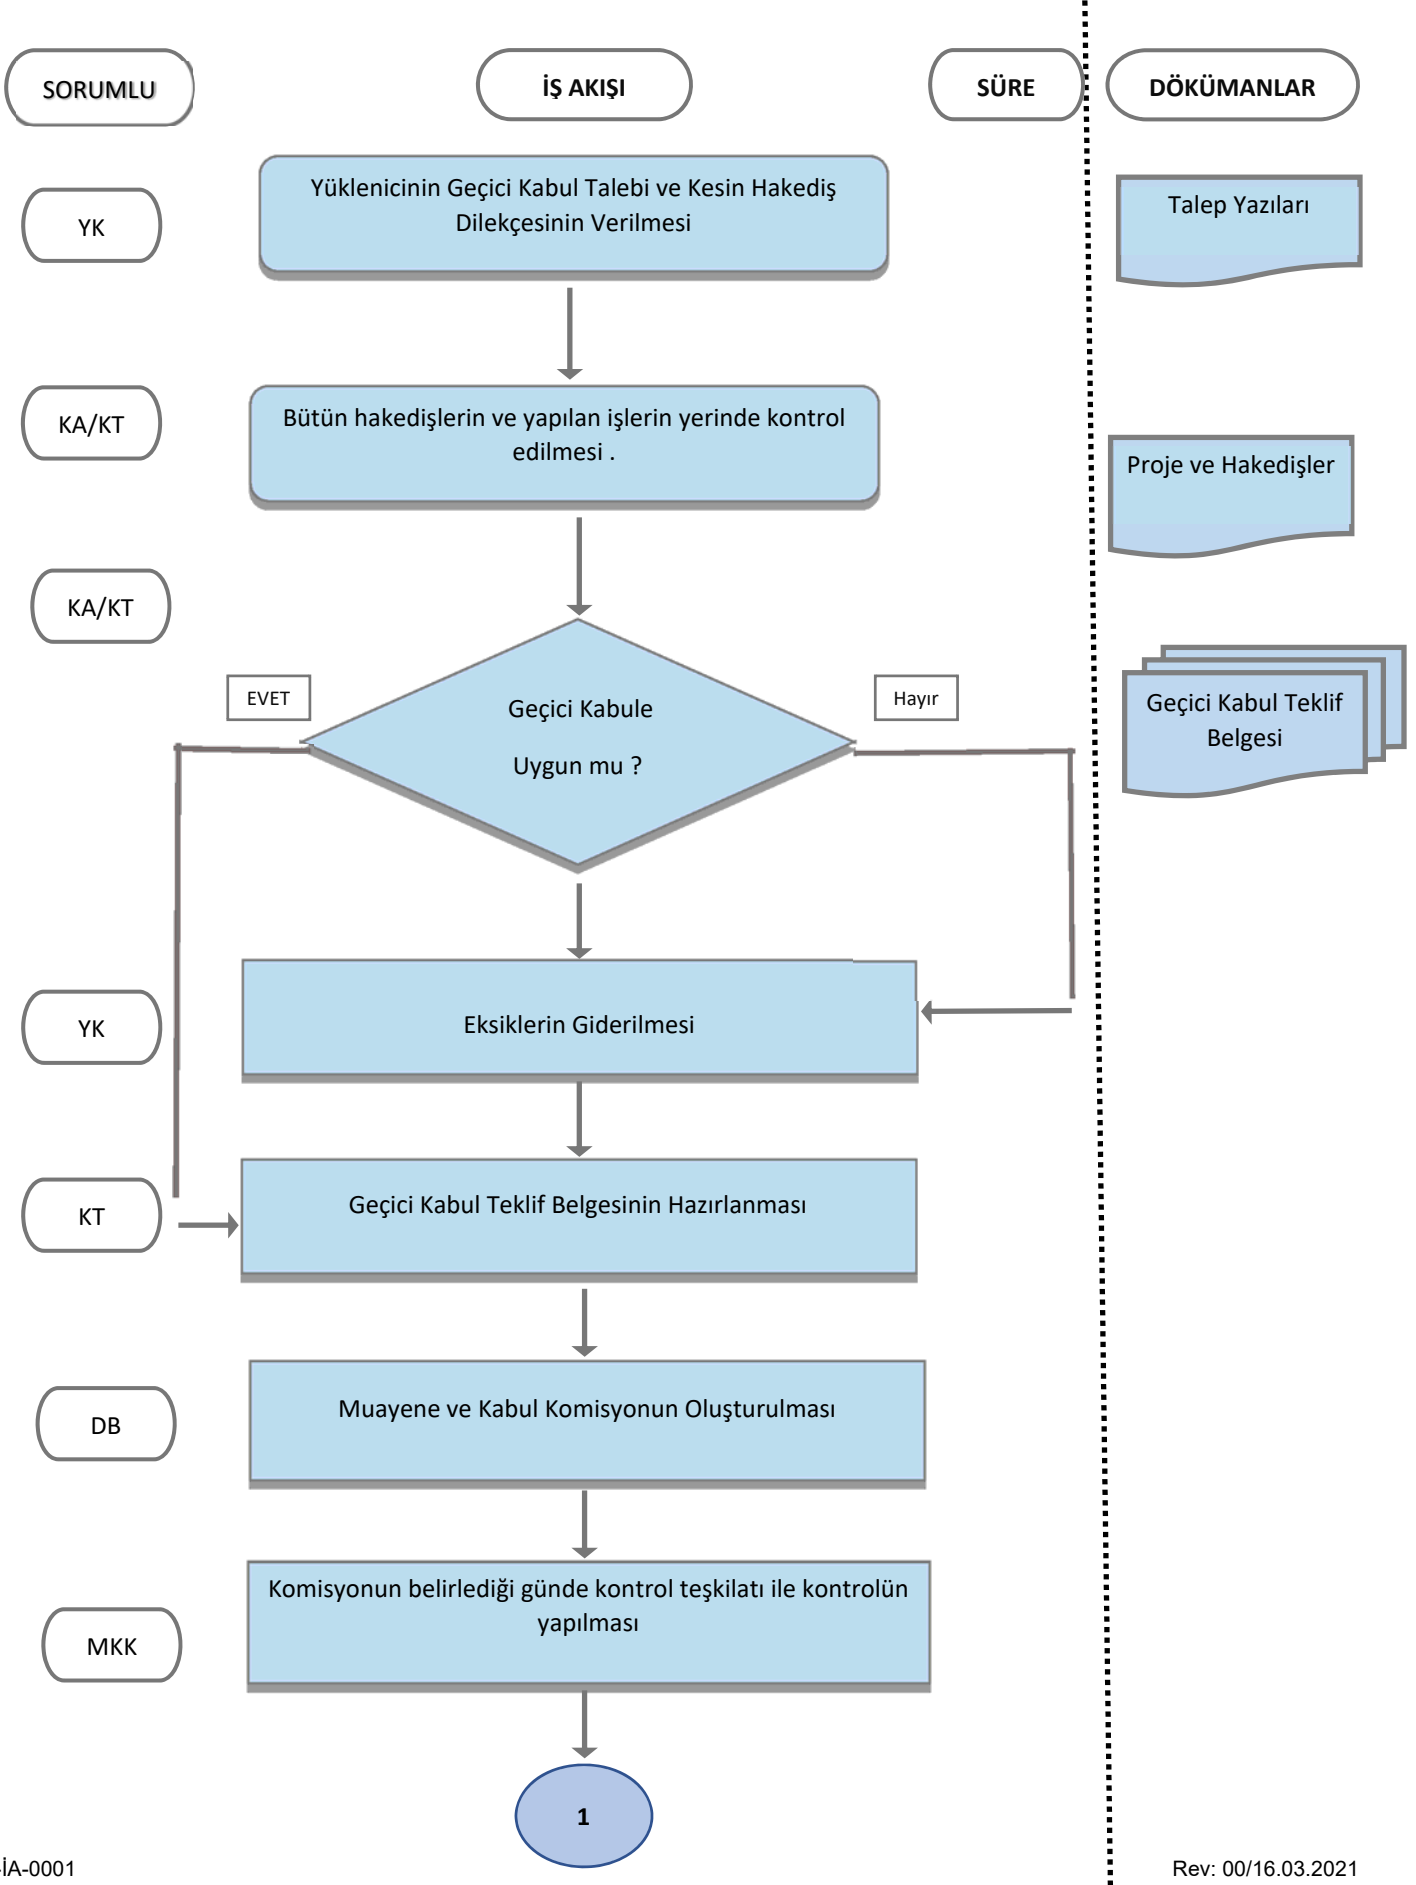 SORUMLU
İŞ AKIŞI
SÜRE
DÖKÜMANLAR
YK
Yüklenicinin Geçici Kabul Talebi ve Kesin Hakediş
Dilekçesinin Verilmesi
Talep Yazıları
KA/KT
Bütün hakedişlerin ve yapılan işlerin yerinde kontrol
edilmesi .
Proje ve Hakedişler
KA/KT
EVET
Geçici Kabule
Uygun mu ?
Hayır
Geçici Kabul Teklif
Belgesi
YK
Eksiklerin Giderilmesi
KT
Geçici Kabul Teklif Belgesinin Hazırlanması
DB
Muayene ve Kabul Komisyonun Oluşturulması
MKK
Komisyonun belirlediği günde kontrol teşkilatı ile kontrolün
yapılması
1
İA-0001
Rev: 00/16.03.2021